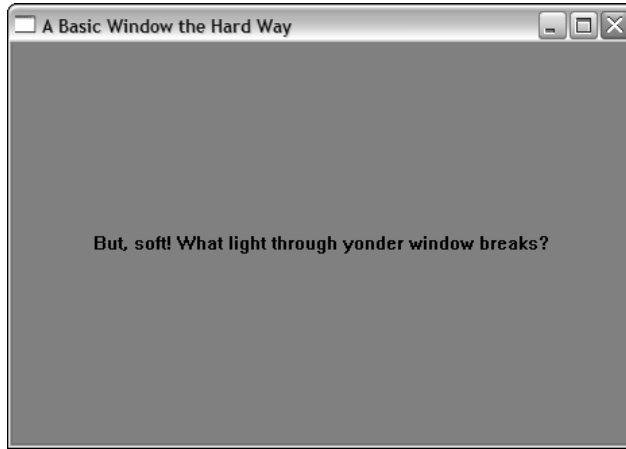 A Basic Window the Hard Way
But, soft! What light through yonder window breaks?